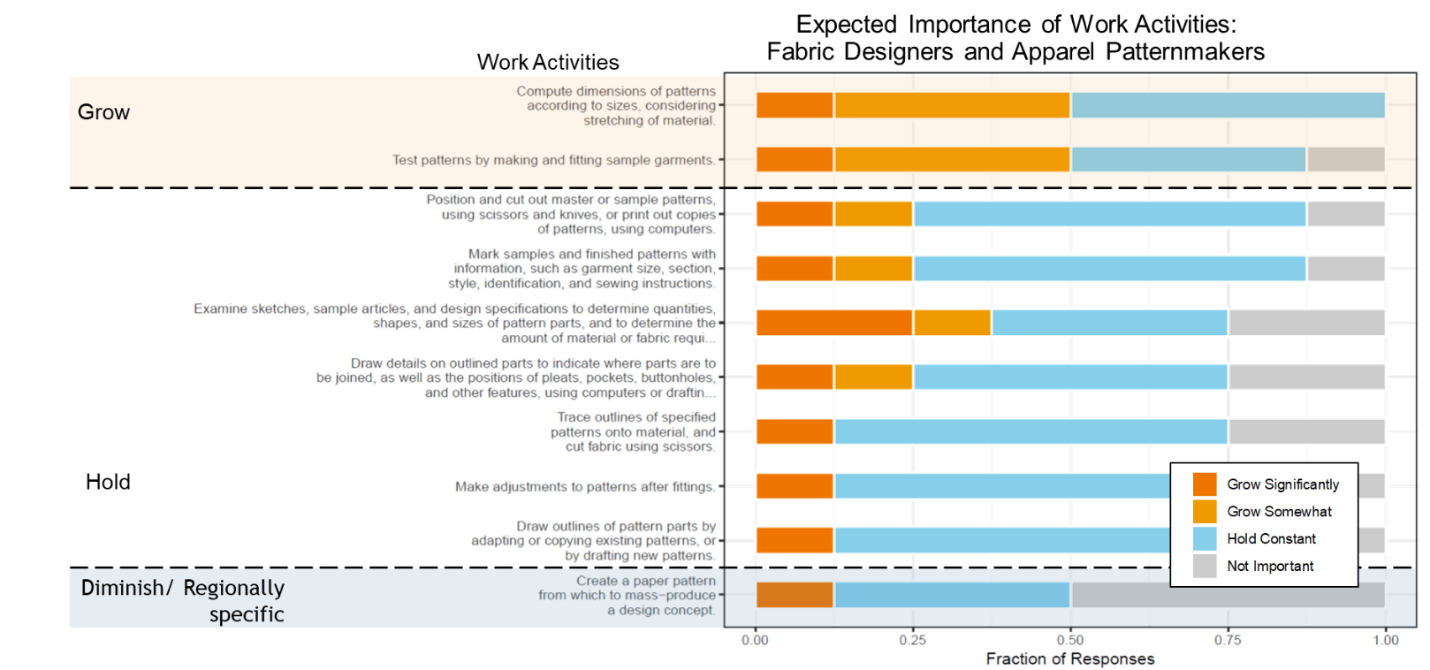 Expected Importance of Work Activities:
Fabric Designers and Apparel Patternmakers
Work Activities
Grow
Compute dimensions of patterns
according to sizes, considering
stretching of material.
Test patterns by making and fitting sample garments.
Position and cut out master or sample patterns,
using scissors and knives, or print out copies
of patterns, using computers.
Mark samples and finished patterns with
information, such as garment size, section,
style, identification, and sewing instructions.
Examine sketches, sample articles, and design specifications to determine quantities,
shapes, and sizes of pattern parts, and to determine the
amount of material or fabric requi...
Draw details on outlined parts to indicate where parts are to
be joined, as well as the positions of pleats, pockets, buttonholes,
and other features, using computers or draftin...
Trace outlines of specified
patterns onto material, and
cut fabric using scissors.
Hold
Make adjustments to patterns after fittings.
Draw outlines of pattern parts by
adapting or copying existing patterns, or
by drafting new patterns.
Diminish/ Regionally
specific
Create a paper pattern
from which to mass−produce
a design concept.
Grow Significantly
Grow Somewhat
Hold Constant
Not Important
0.00 0.25 0.50 0.75 1.00
Fraction of Responses